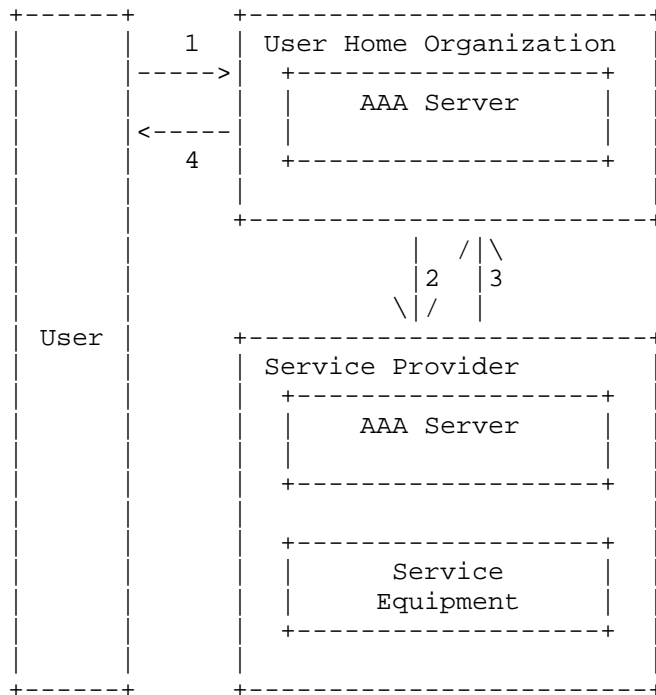 1
User Home Organization
AAA Server
4
2 3
User
Service Provider
AAA Server
Service
Equipment